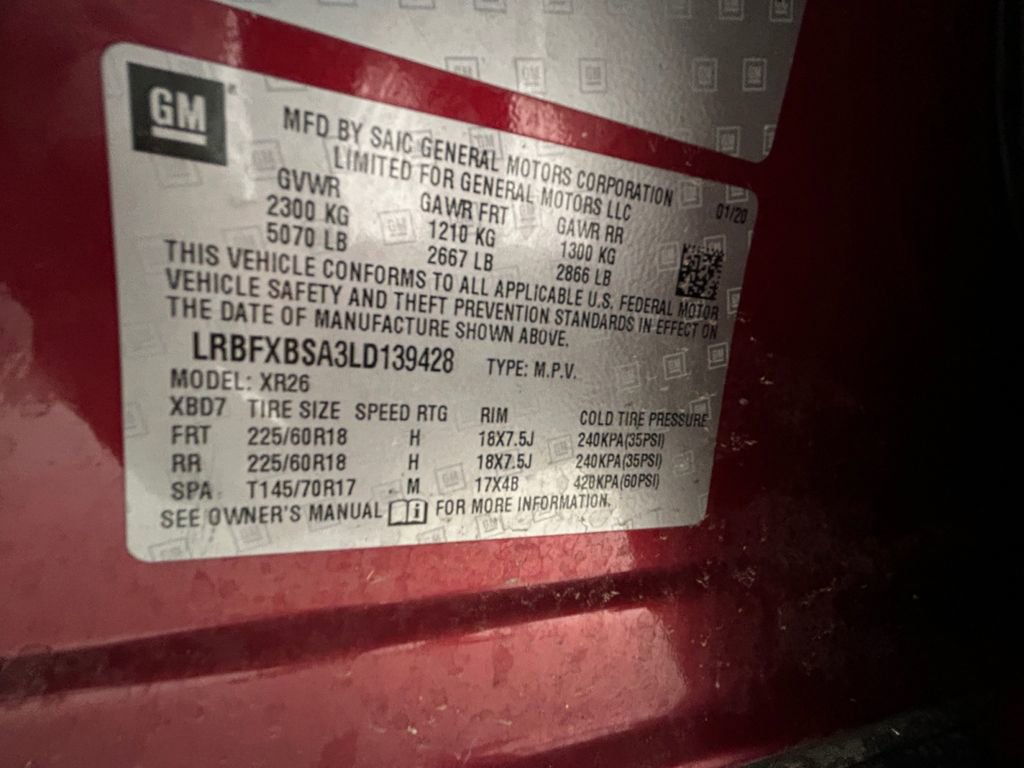 GM
MFD BY SAIC GENERAL MOTORS CORPORATION
LIMITED FOR GENERAL MOTORS LLC
01/20
GVWR GAWR FRT GAWR RR
2300 KG 1210 KG 1300 KG
5070 LB 2667 LB 2866 LB
THIS VEHICLE CONFORMS TO ALL APPLICABLE U.S. FEDERAL MOTOR
VEHICLE SAFETY AND THEFT PREVENTION STANDARDS IN EFFECT ON
THE DATE OF MANUFACTURE SHOWN ABOVE.
LRBFXBSA3LD139428 TYPE: M.P.V.
MODEL: XR26
XBD7 TIRE SIZE SPEED RTG RIM COLD TIRE PRESSURE
FRT 225/60R18 H 18X7.5J 240KPA(35PSI)
RR 225/60R18 H 18X7.5J 240KPA(35PSI)
SPA T145/70R17 M 17X4B 420KPA(60PSI)
SEE OWNER'S MANUAL i FOR MORE INFORMATION.